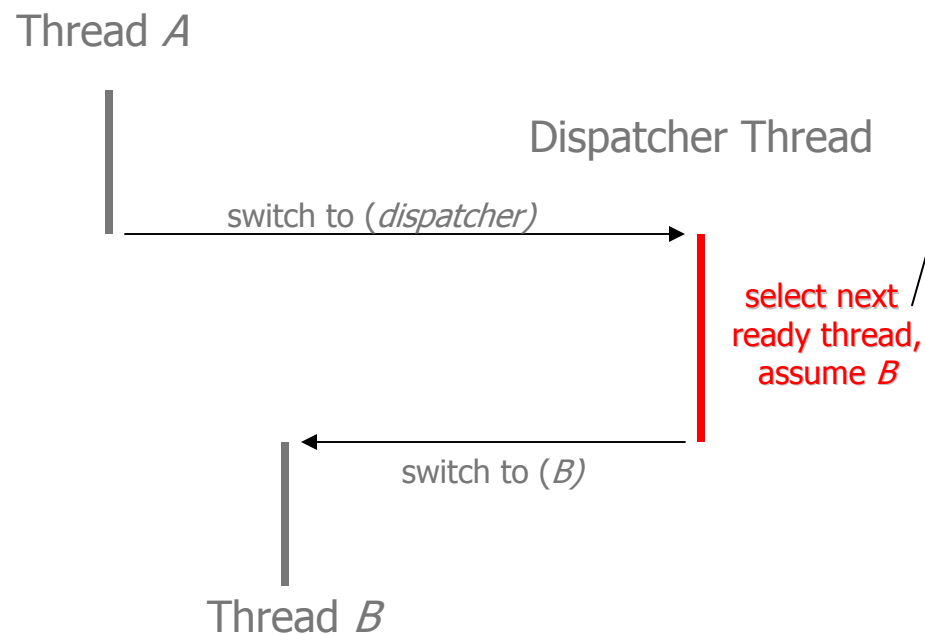 Thread A
Dispatcher Thread
switch to (dispatcher)
select next
ready thread,
assume B
switch to (B)
Thread B